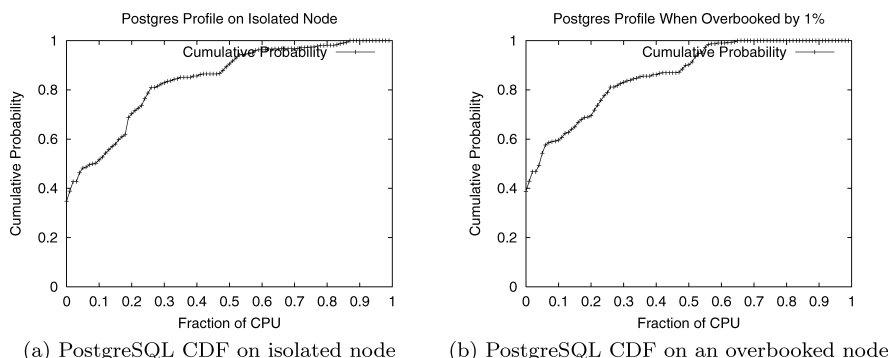 Postgres Profile on Isolated Node
1
Cumulative Probability
0.8
0.6
0.4
0.2
0
Cumulative Probability
0 0.1 0.2 0.3 0.4 0.5 0.6 0.7 0.8 0.9 1
Fraction of CPU
(a) PostgreSQL CDF on isolated node
Postgres Profile When Overbooked by 1%
1
Cumulative Probability
0.8
0.6
0.4
0.2
0
Cumulative Probability
0 0.1 0.2 0.3 0.4 0.5 0.6 0.7 0.8 0.9 1
Fraction of CPU
(b) PostgreSQL CDF on an overbooked node